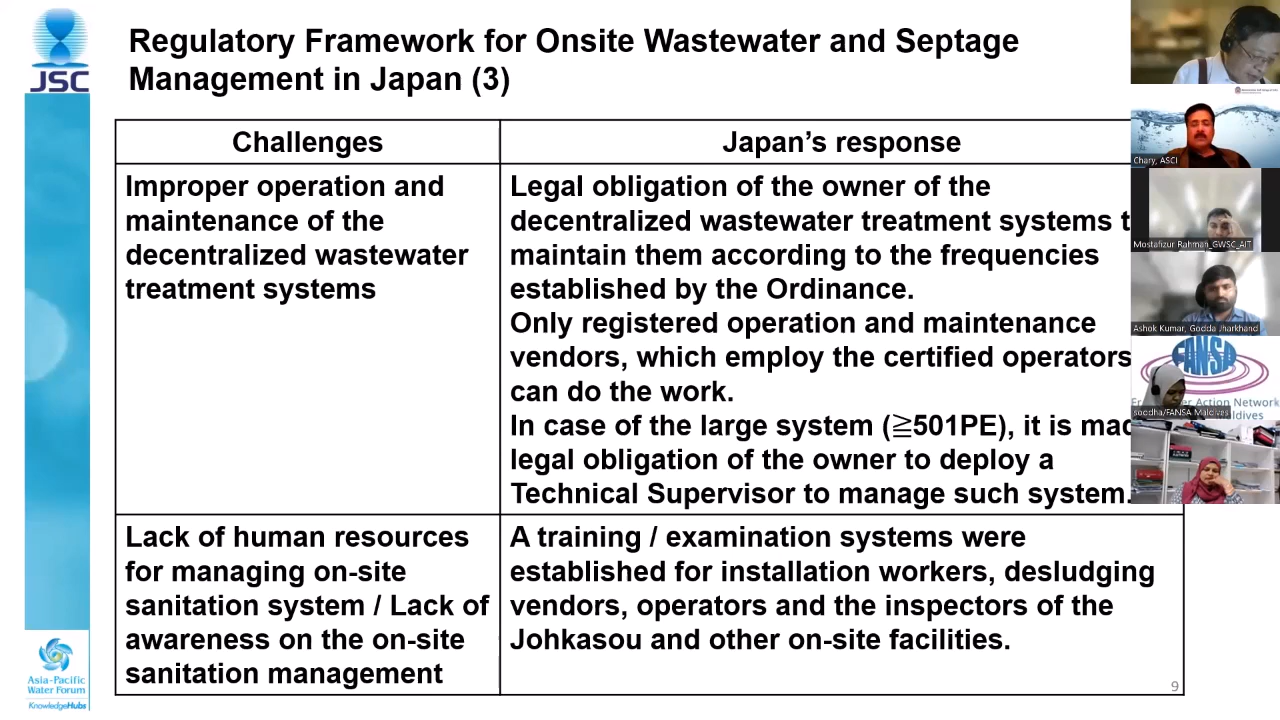 JSC
Regulatory Framework for Onsite Wastewater and Septage
Management in Japan (3)
Challenges
Japan's response
Improper operation and
maintenance of the
decentralized wastewater
treatment systems
Legal obligation of the owner of the
decentralized wastewater treatment systems t
maintain them according to the frequencies
established by the Ordinance.
Only registered operation and maintenance
vendors, which employ the certified operators
can do the work.
In case of the large system (≧501PE), it is mad
legal obligation of the owner to deploy a
Technical Supervisor to manage such system.
Lack of human resources
for managing on-site
sanitation system / Lack of
awareness on the on-site
sanitation management
A training / examination systems were
established for installation workers, desludging
vendors, operators and the inspectors of the
Johkasou and other on-site facilities.
9
Asia-Pacific
Water Forum
KnowledgeHubs
Chary, ASCI
Mostafizur Rahman_GWSC_AIT
Ashok Kumar, Godda Jharkhand
FANSA
er Action Network
soodha/FANSA Maldives
ldives